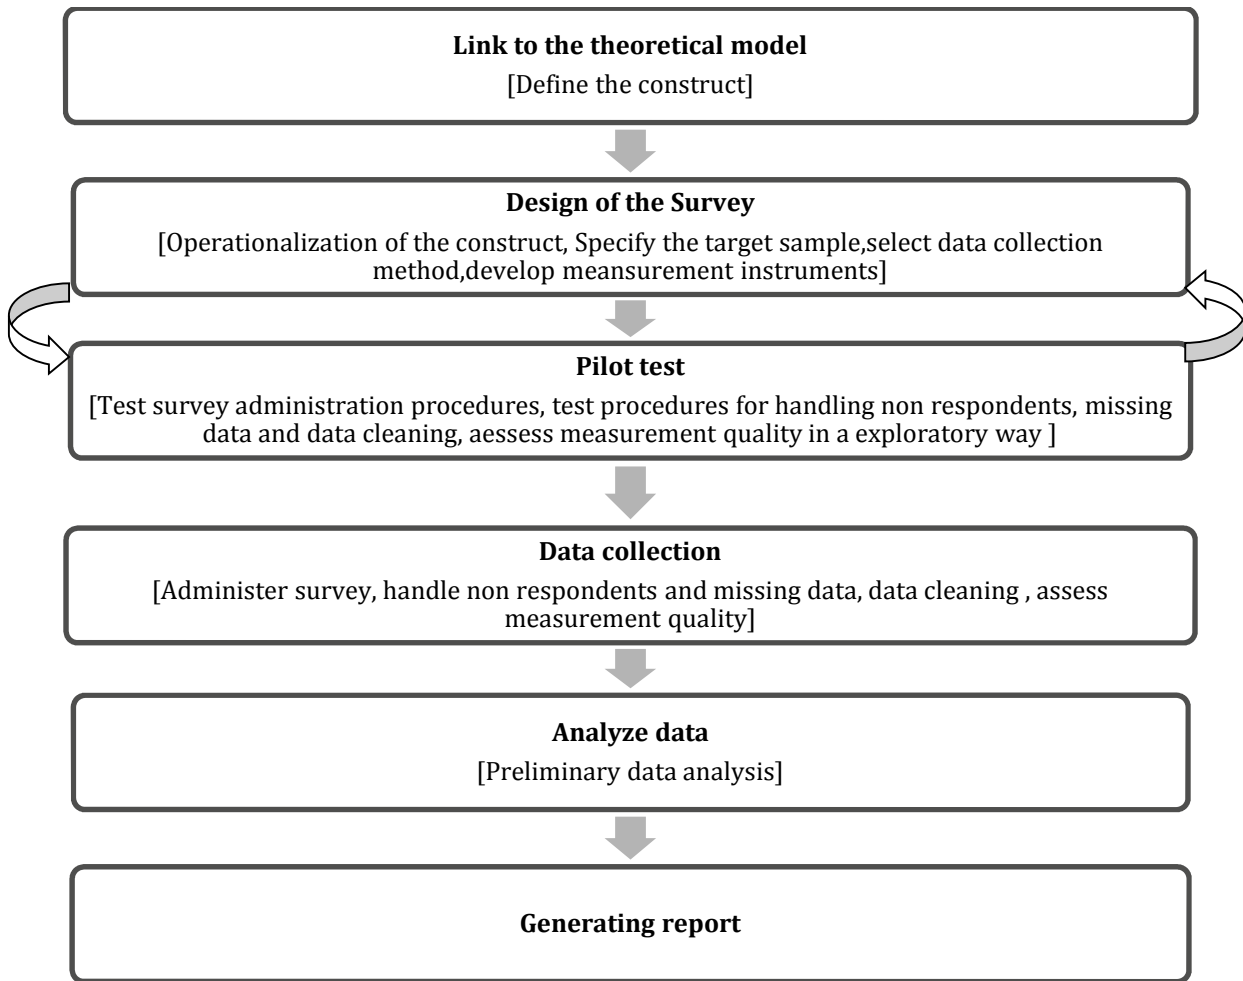 Link to the theoretical model
[Define the construct]
Design of the Survey
[Operationalization of the construct, Specify the target sample,select data collection
method,develop meansurement instruments]
Pilot test
[Test survey administration procedures, test procedures for handling non respondents, missing
data and data cleaning, aessess measurement quality in a exploratory way ]
Data collection
[Administer survey, handle non respondents and missing data, data cleaning , assess
measurement quality]
Analyze data
[Preliminary data analysis]
Generating report